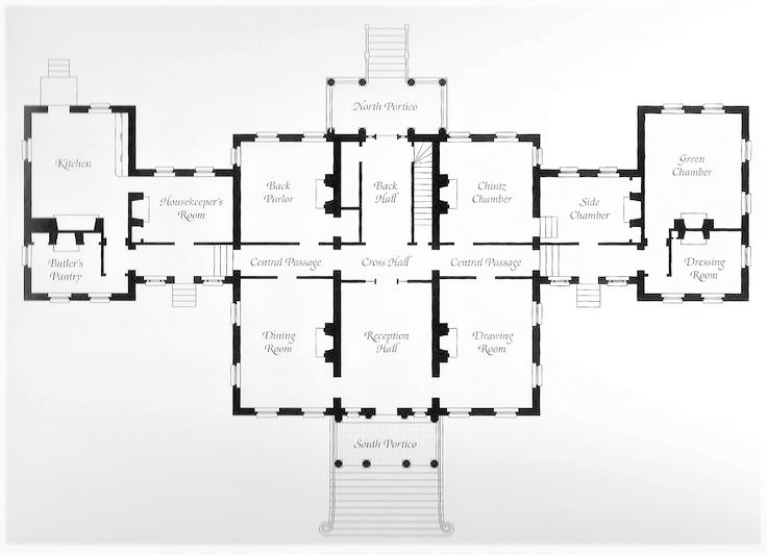 North Portico
Kitchen
Green
Chamber
Back
Parlor
Back
Hall
Chintz
Chamber
Housekeeper's
Room
Side
Chamber
Butler's
Pantry
Central Passage
Cross Hall
Central Passage
Dressing
Room
Dining
Room
Reception
Hall
Drawing
Room
South Portico